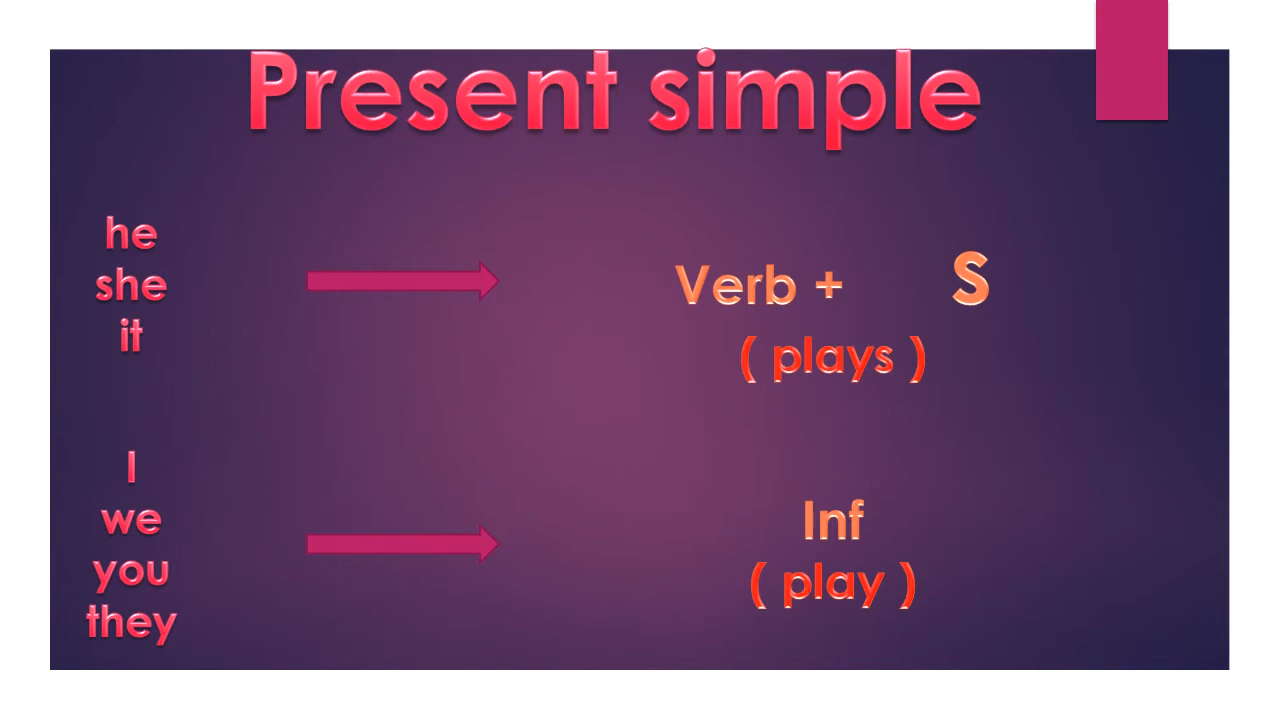 Present simple
he
she
it
Verb + S
( plays )
I
we
you
they
Inf
( play )